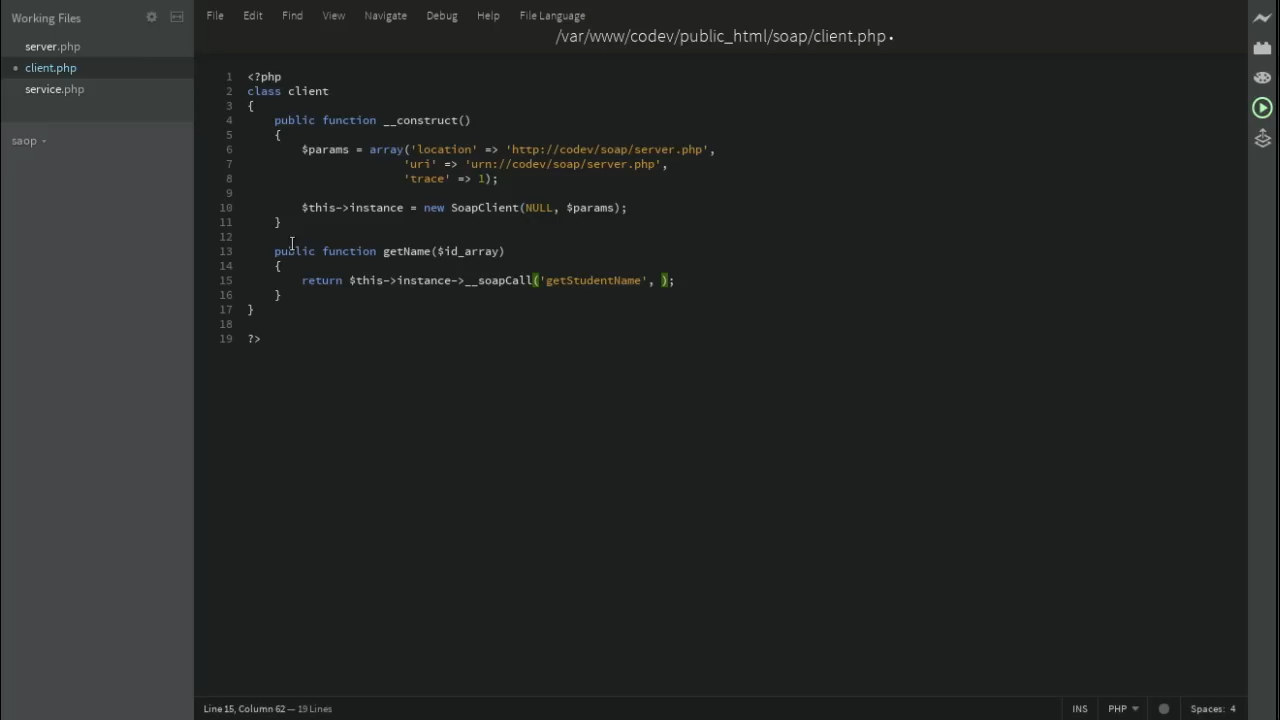 Working Files
server.php
client.php
service.php
saop
File Edit Find View Navigate Debug Help File Language
/var/www/codev/public_html/soap/client.php •
1 <?php
2 class client
3 {
4     public function __construct()
5     {
6         $params = array('location' => 'http://codev/soap/server.php',
7                        'uri' => 'urn://codev/soap/server.php',
8                        'trace' => 1);
9
10         $this->instance = new SoapClient(NULL, $params);
11     }
12
13     public function getName($id_array)
14     {
15         return $this->instance->__soapCall('getStudentName', );
16     }
17 }
18
19 ?>
Line 15, Column 62 — 19 Lines
INS PHP Spaces: 4